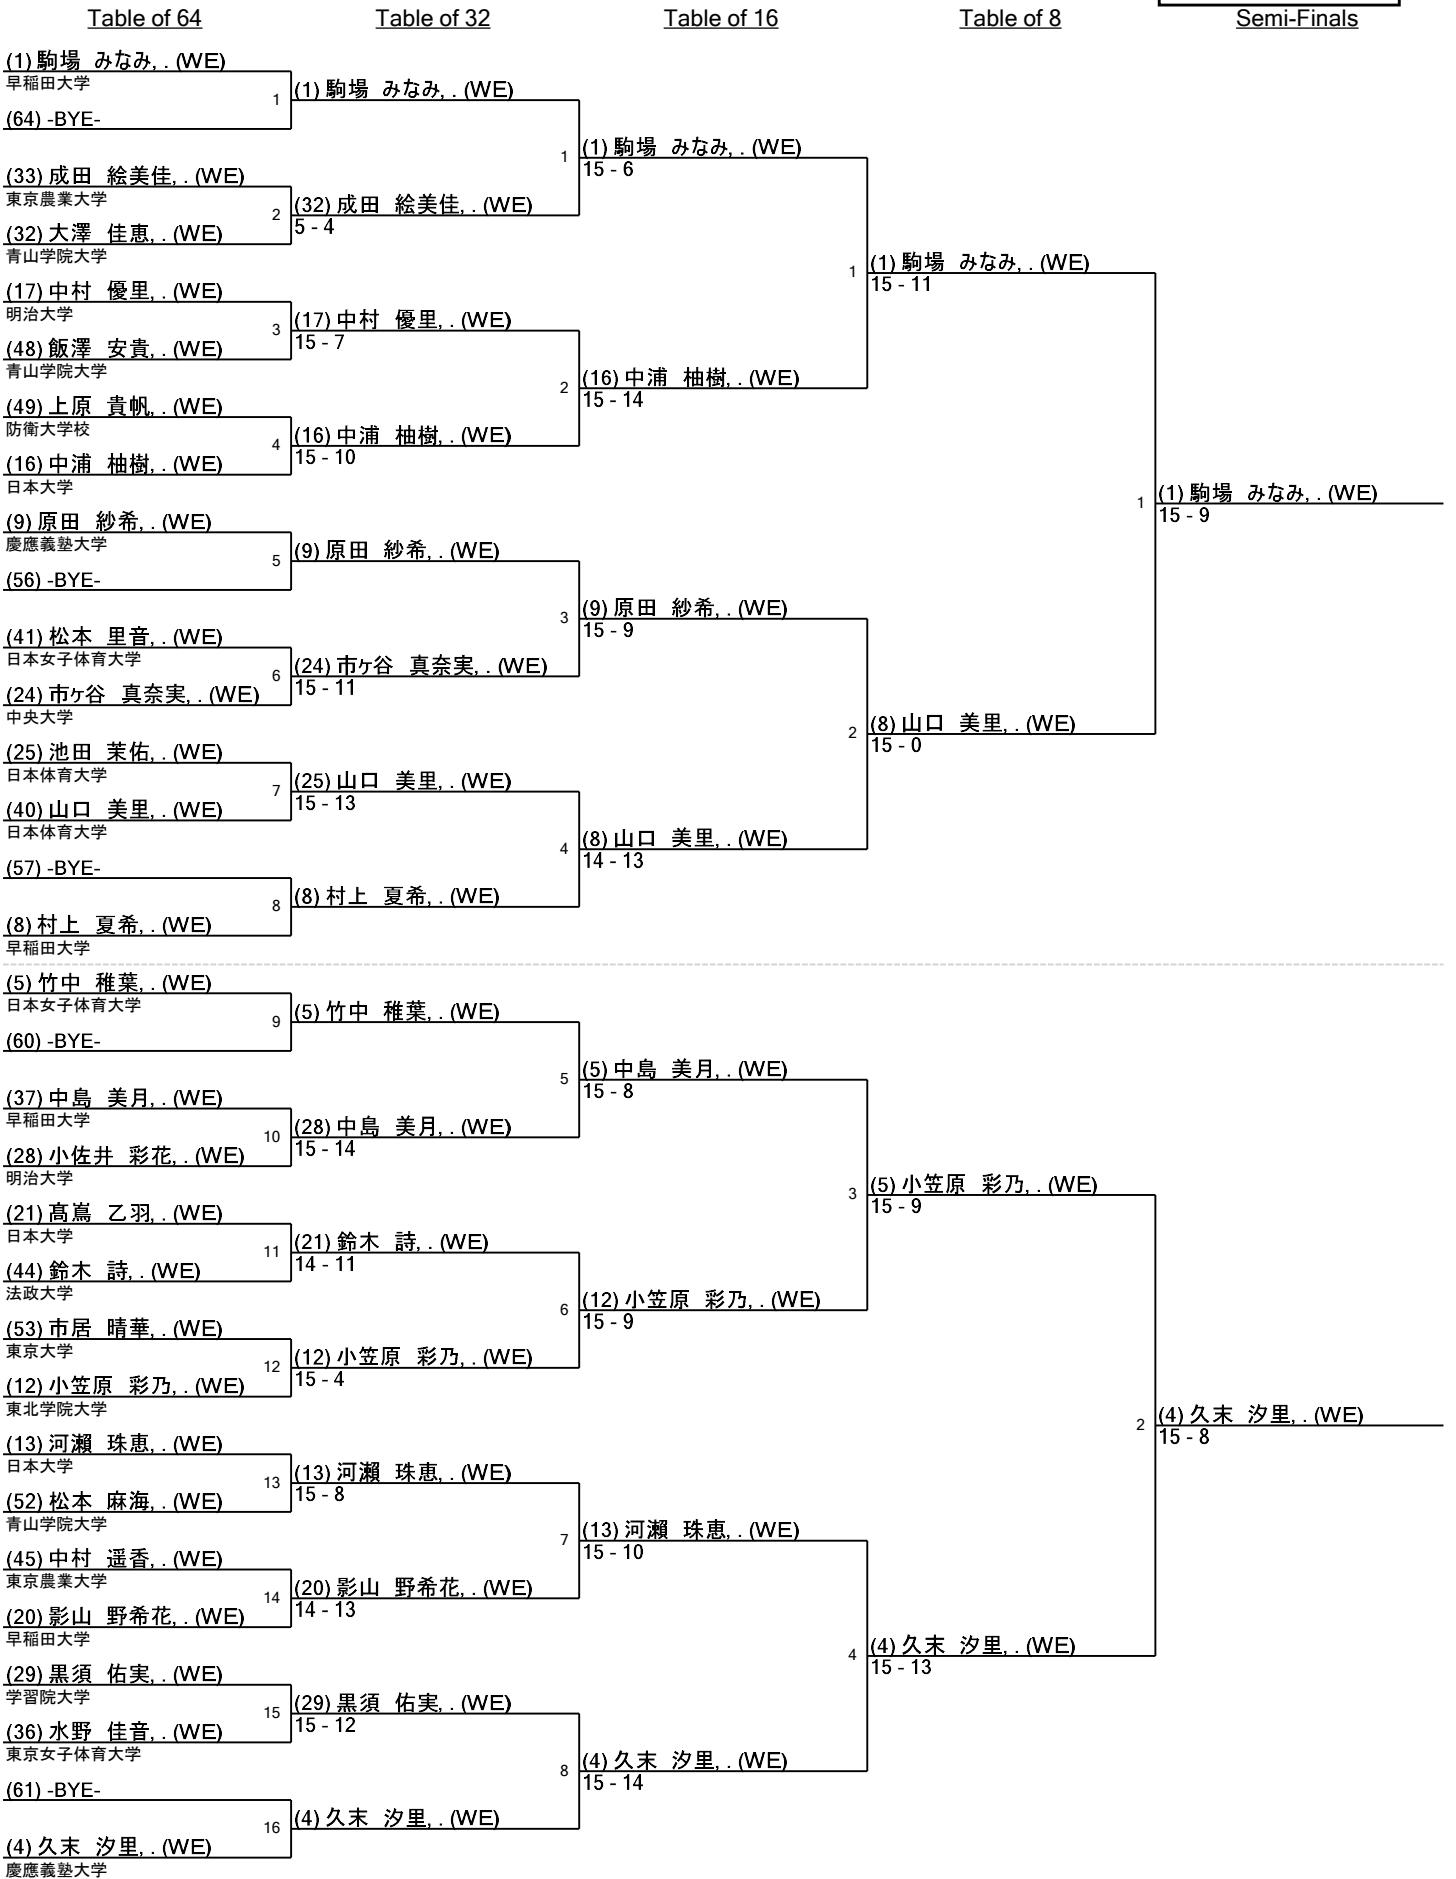 Table of 64 Table of 32 Table of 16 Table of 8 Semi-Finals
(1) 駒場 みなみ, . (WE)
早稲田大学
1
(64) -BYE-
(33) 成田 絵美佳, . (WE)
東京農業大学
2
(32) 大澤 佳恵, . (WE)
青山学院大学
(17) 中村 優里, . (WE)
明治大学
3
(48) 飯澤 安貴, . (WE)
青山学院大学
(49) 上原 貴帆, . (WE)
防衛大学校
4
(16) 中浦 柚樹, . (WE)
日本大学
(9) 原田 紗希, . (WE)
慶應義塾大学
5
(56) -BYE-
(41) 松本 里音, . (WE)
日本女子体育大学
6
(24) 市ヶ谷 真奈実, . (WE)
中央大学
(25) 池田 茉佑, . (WE)
日本体育大学
7
(40) 山口 美里, . (WE)
日本体育大学
(57) -BYE-
8
(8) 村上 夏希, . (WE)
早稲田大学
(5) 竹中 稚葉, . (WE)
日本女子体育大学
9
(60) -BYE-
(37) 中島 美月, . (WE)
早稲田大学
10
(28) 小佐井 彩花, . (WE)
明治大学
(21) 髙嶌 乙羽, . (WE)
日本大学
11
(44) 鈴木 詩, . (WE)
法政大学
(53) 市居 晴華, . (WE)
東京大学
12
(12) 小笠原 彩乃, . (WE)
東北学院大学
(13) 河瀬 珠恵, . (WE)
日本大学
13
(52) 松本 麻海, . (WE)
青山学院大学
(45) 中村 遥香, . (WE)
東京農業大学
14
(20) 影山 野希花, . (WE)
早稲田大学
(29) 黒須 佑実, . (WE)
学習院大学
15
(36) 水野 佳音, . (WE)
東京女子体育大学
(61) -BYE-
16
(4) 久末 汐里, . (WE)
慶應義塾大学
(1) 駒場 みなみ, . (WE)
1
(32) 成田 絵美佳, . (WE)
5 - 4
(17) 中村 優里, . (WE)
15 - 7
2
(16) 中浦 柚樹, . (WE)
15 - 10
(9) 原田 紗希, . (WE)
3
(24) 市ヶ谷 真奈実, . (WE)
15 - 11
(25) 山口 美里, . (WE)
15 - 13
4
(8) 村上 夏希, . (WE)
(5) 竹中 稚葉, . (WE)
5
(28) 中島 美月, . (WE)
15 - 14
(21) 鈴木 詩, . (WE)
14 - 11
6
(12) 小笠原 彩乃, . (WE)
15 - 4
(13) 河瀬 珠恵, . (WE)
15 - 8
7
(20) 影山 野希花, . (WE)
14 - 13
(29) 黒須 佑実, . (WE)
15 - 12
8
(4) 久末 汐里, . (WE)
(1) 駒場 みなみ, . (WE)
15 - 6
1
(16) 中浦 柚樹, . (WE)
15 - 14
(9) 原田 紗希, . (WE)
15 - 9
2
(8) 山口 美里, . (WE)
14 - 13
(5) 中島 美月, . (WE)
15 - 8
3
(12) 小笠原 彩乃, . (WE)
15 - 9
(13) 河瀬 珠恵, . (WE)
15 - 10
4
(4) 久末 汐里, . (WE)
15 - 14
(1) 駒場 みなみ, . (WE)
15 - 11
1
(8) 山口 美里, . (WE)
15 - 0
(5) 小笠原 彩乃, . (WE)
15 - 9
2
(4) 久末 汐里, . (WE)
15 - 13
(1) 駒場 みなみ, . (WE)
15 - 9
(4) 久末 汐里, . (WE)
15 - 8